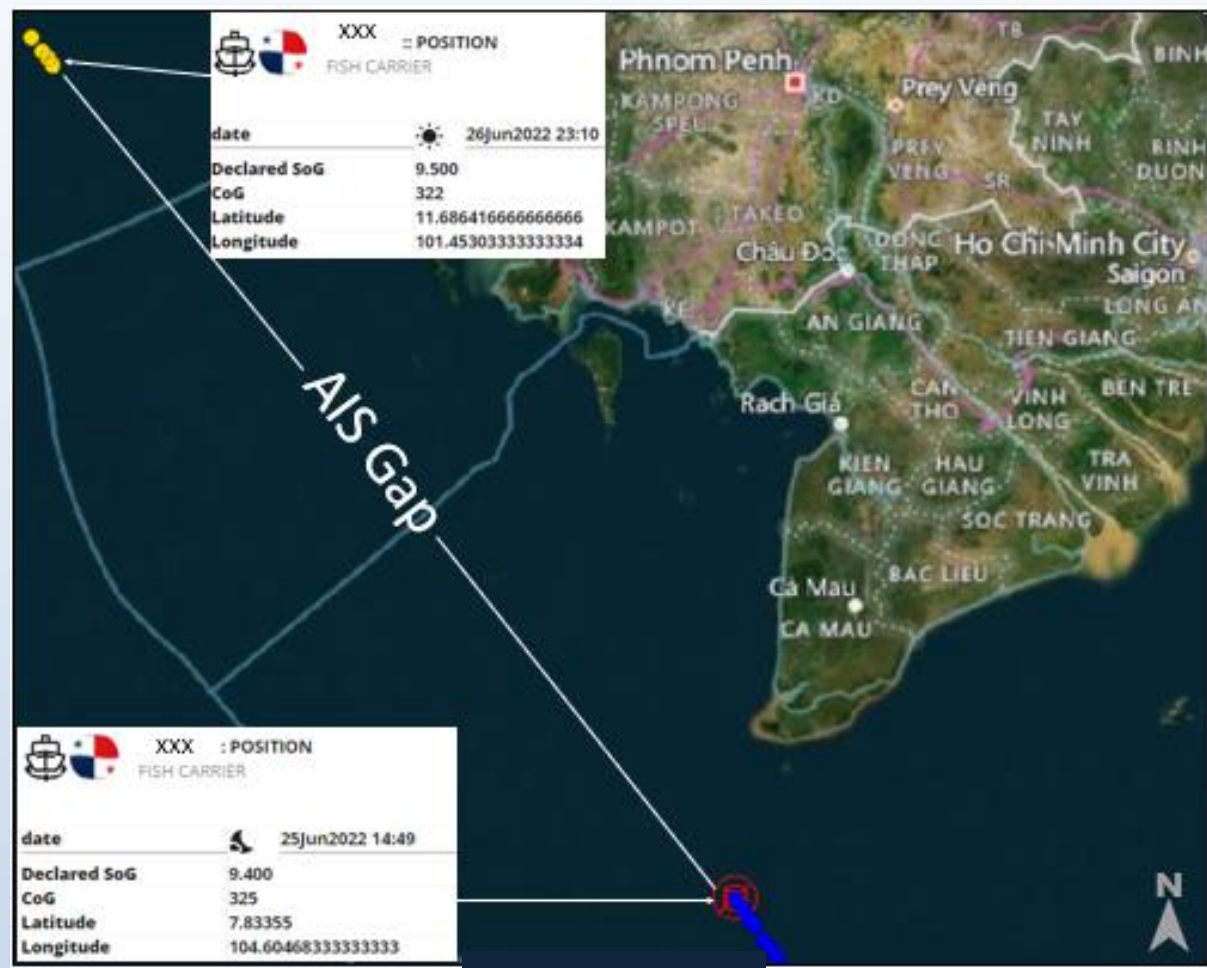 XXX :: POSITION
FISH CARRIER
date 26Jun2022 23:10
Declared SoG 9.500
CoG 322
Latitude 11.686416666666666
Longitude 101.45303333333334
AIS Gap
XXX : POSITION
FISH CARRIER
date 25Jun2022 14:49
Declared SoG 9.400
CoG 325
Latitude 7.83355
Longitude 104.60468333333333
TB
BINH
Phnom Penh
KD
Prey Veng
KAMPONG
SPEU
TAY
NINH
PREY
VENG
BINH
DUON
SR
TAKEO
KAMPOT
Châu Đốc
DONG
THAP
Ho Chi Minh City
Saigon
LONG AN
AN GIANG
TIEN GIANG
CAN
THO
VINH
LONG
BEN TRE
Rach Giá
KIEN
GIANG
HAU
GIANG
TRA
VINH
SOC TRANG
BAC LIEU
Cà Mau
CA MAU
N